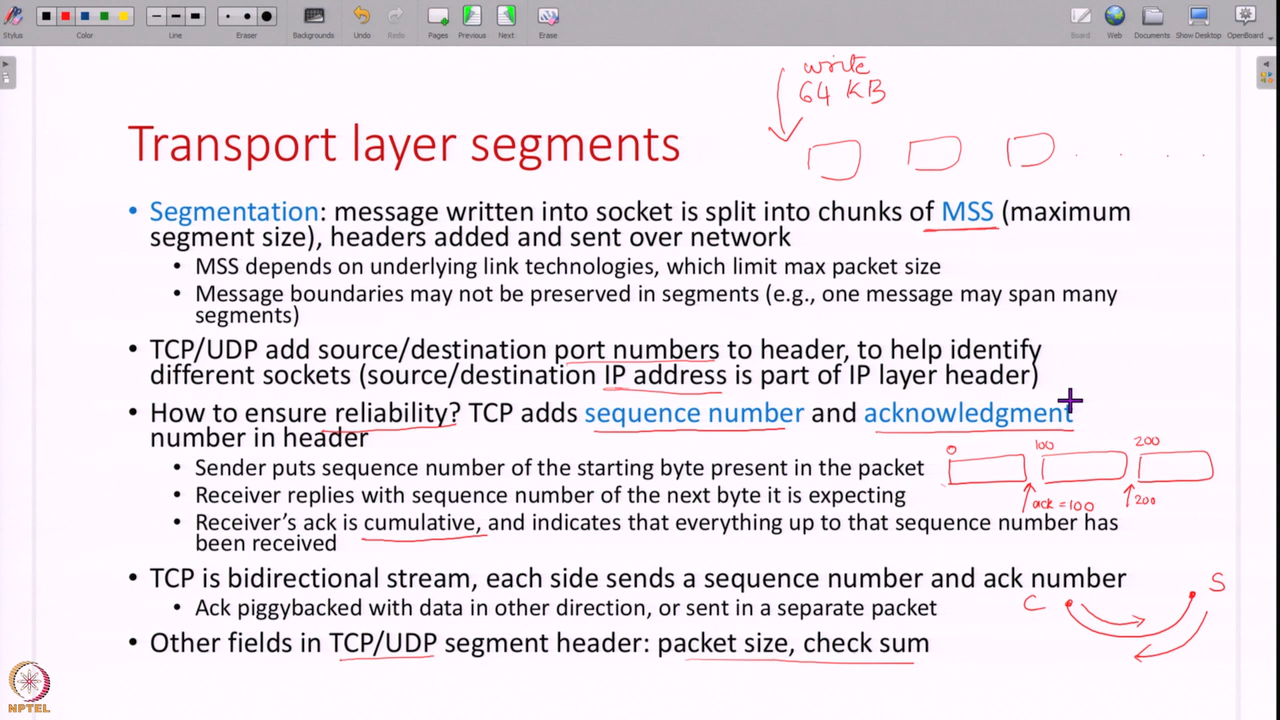 Stylus
Color
Line
Eraser
Backgrounds
Undo
Redo
Pages
Previous
Next
Erase
Board
Web
Documents
Show Desktop
OpenBoard
write
64 KB
Transport layer segments
• Segmentation: message written into socket is split into chunks of MSS (maximum
segment size), headers added and sent over network
• MSS depends on underlying link technologies, which limit max packet size
• Message boundaries may not be preserved in segments (e.g., one message may span many
segments)
• TCP/UDP add source/destination port numbers to header, to help identify
different sockets (source/destination IP address is part of IP layer header)
• How to ensure reliability? TCP adds sequence number and acknowledgment
number in header
0 100 200
• Sender puts sequence number of the starting byte present in the packet
• Receiver replies with sequence number of the next byte it is expecting
ack = 100 200
• Receiver's ack is cumulative, and indicates that everything up to that sequence number has
been received
• TCP is bidirectional stream, each side sends a sequence number and ack number
C S
• Ack piggybacked with data in other direction, or sent in a separate packet
• Other fields in TCP/UDP segment header: packet size, check sum
NPTEL